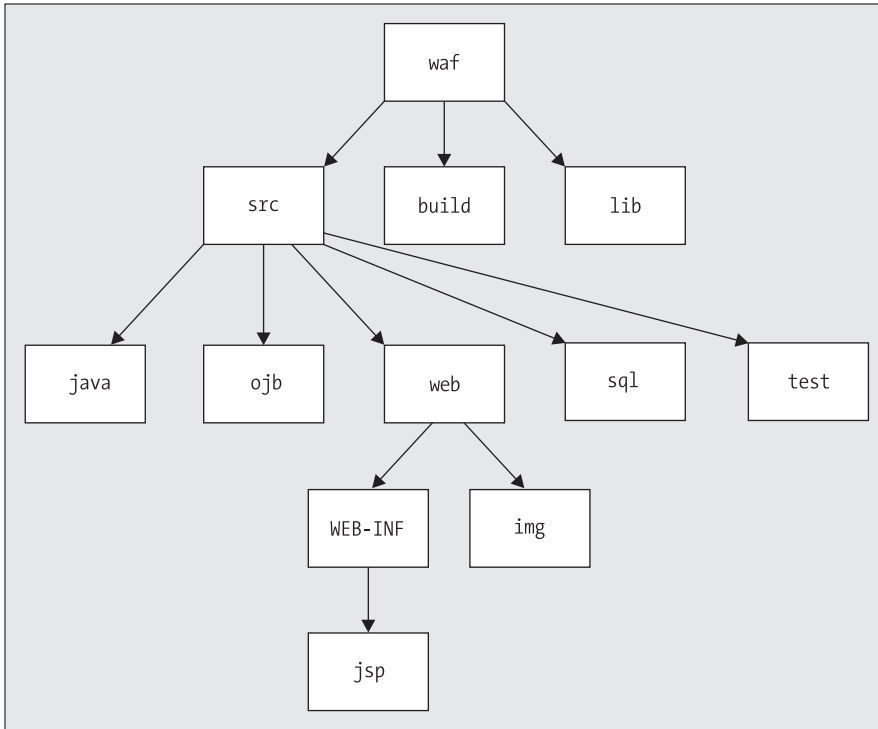 waf
src
build
lib
java
ojb
web
sql
test
WEB-INF
img
jsp